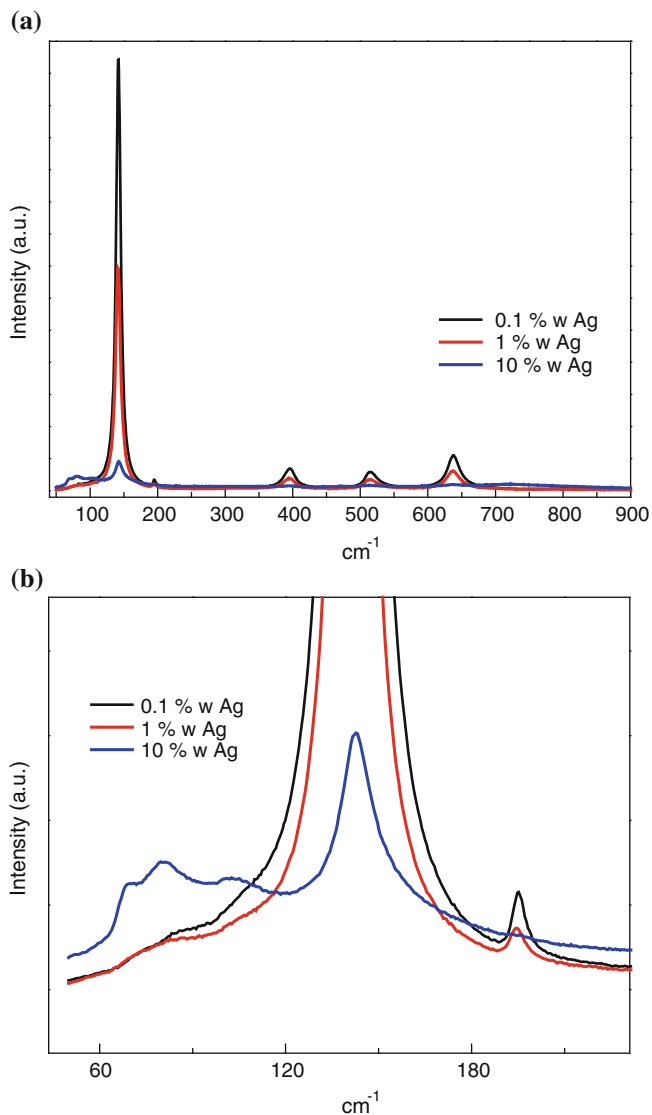 (a)
Intensity (a.u.)
0.1 % w Ag
1 % w Ag
10 % w Ag
100 200 300 400 500 600 700 800 900
cm-1
(b)
Intensity (a.u.)
0.1 % w Ag
1 % w Ag
10 % w Ag
60 120 180
cm-1